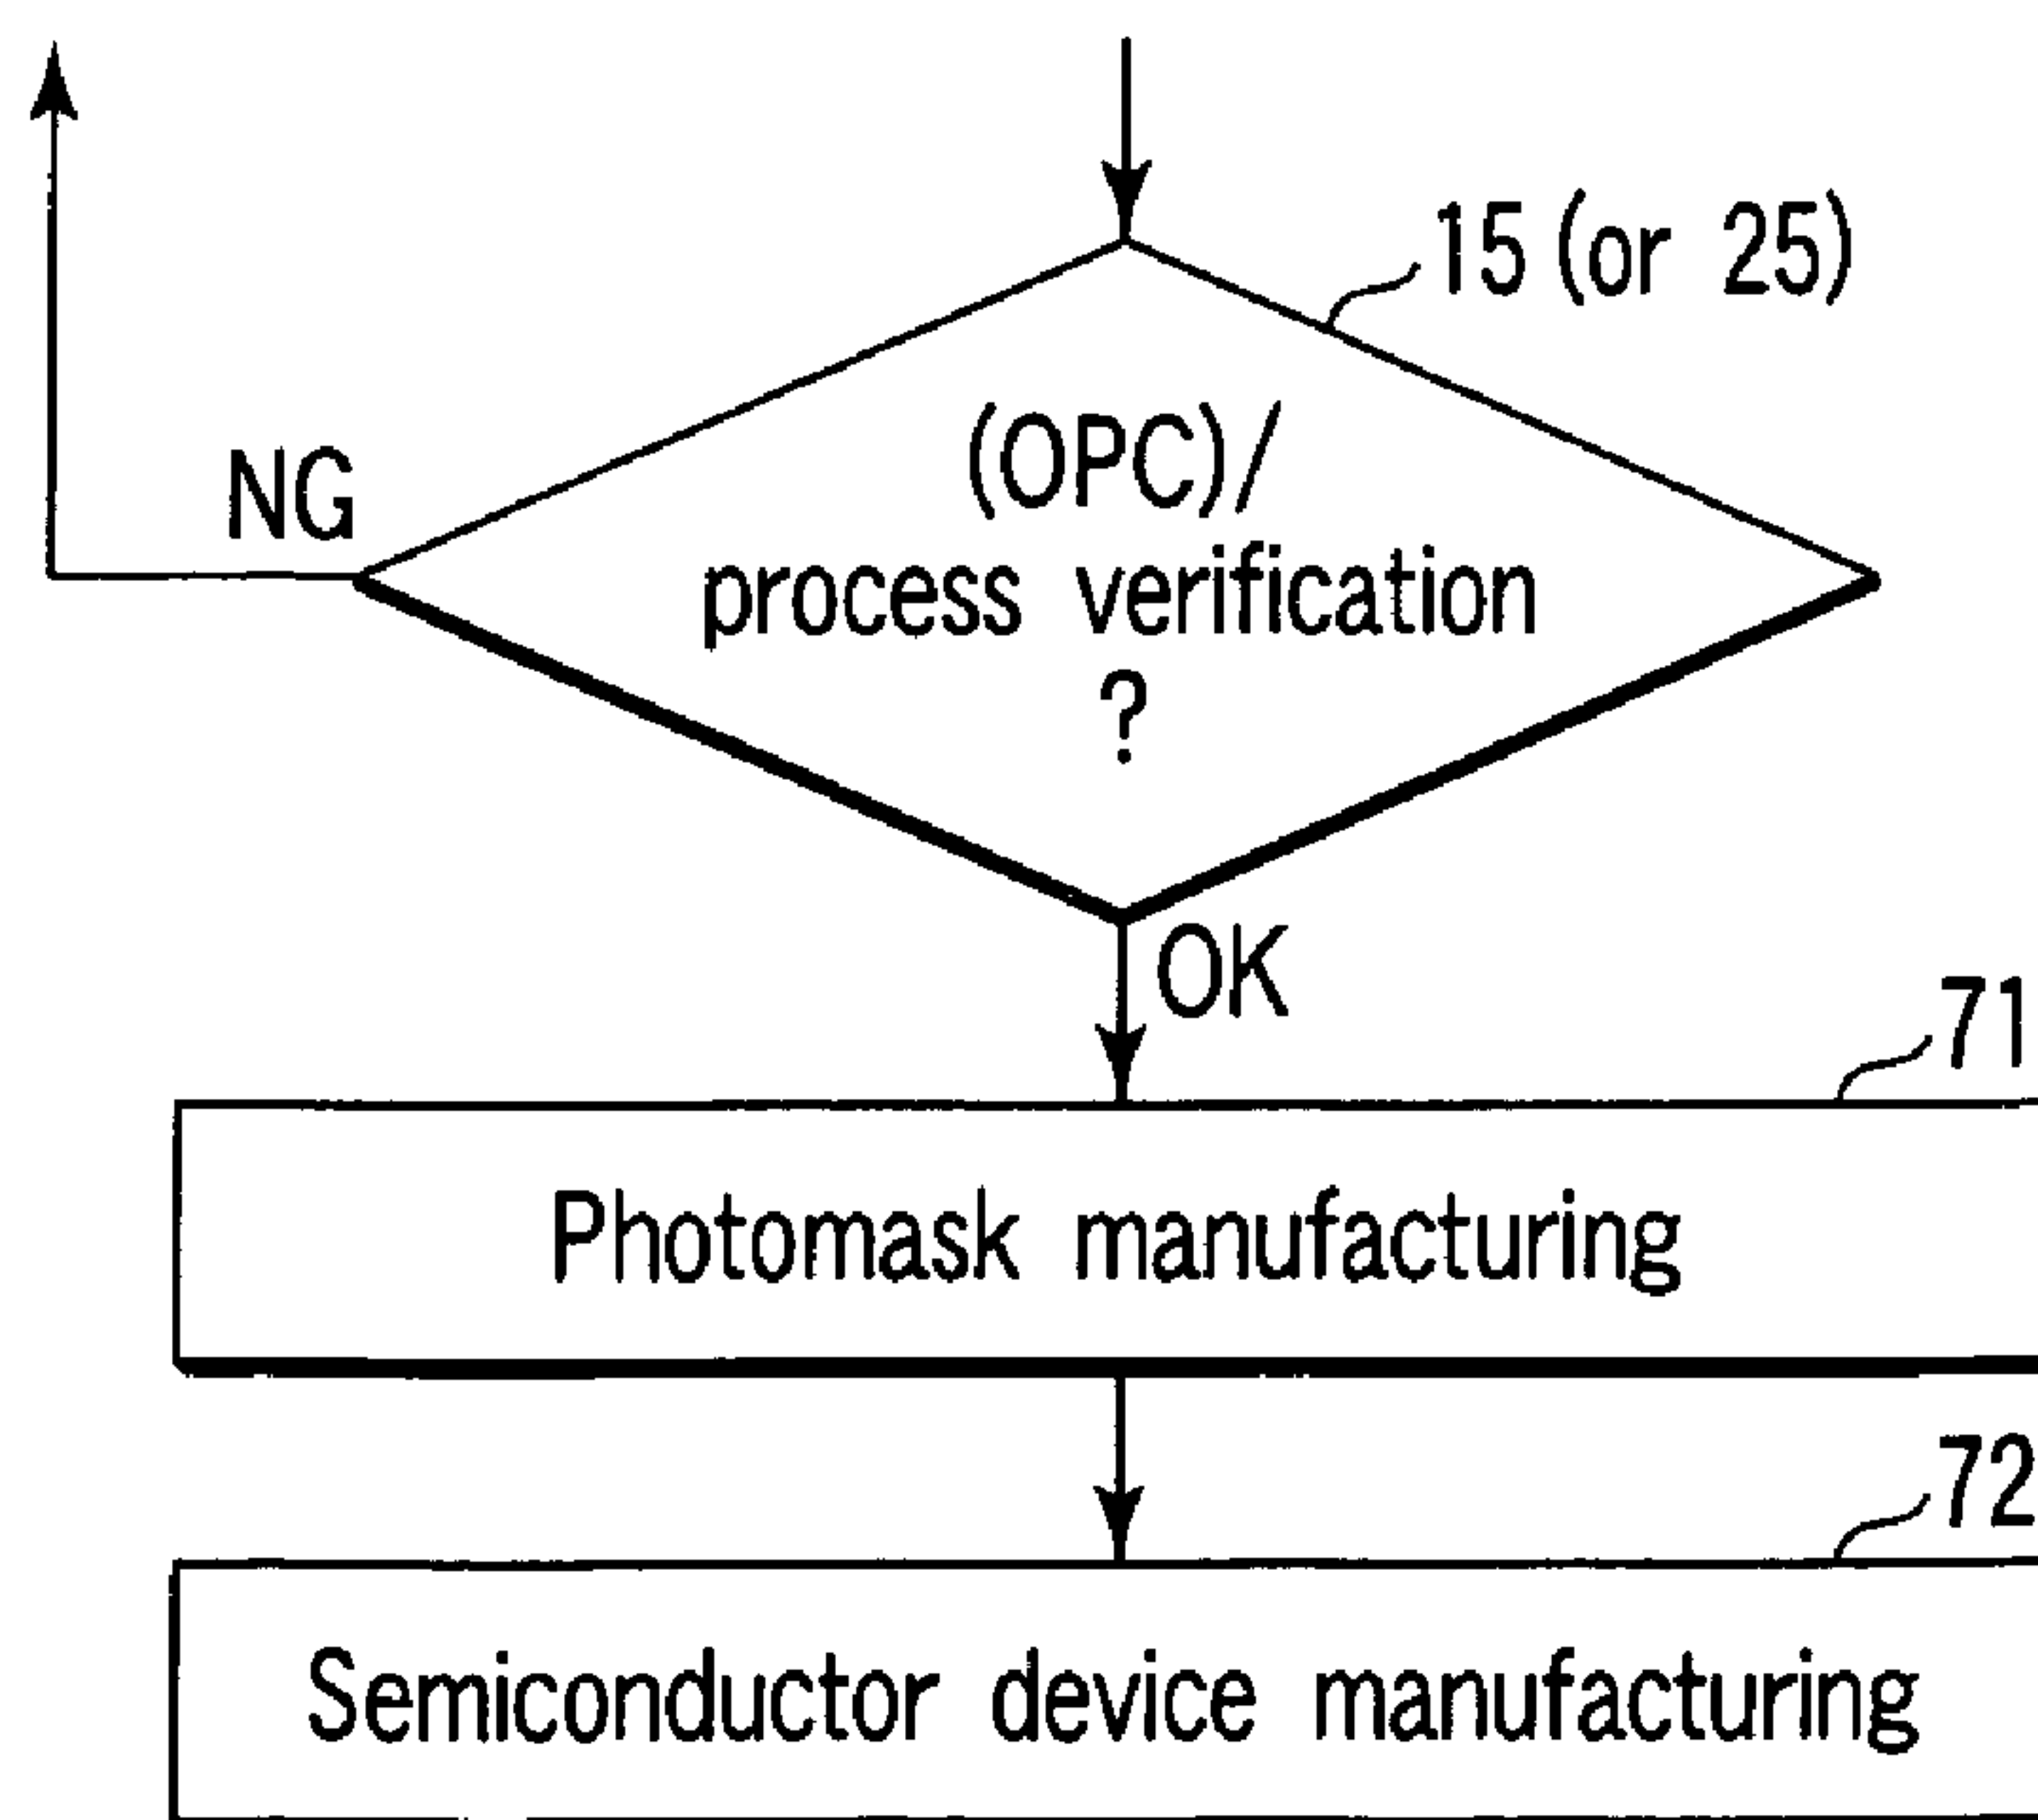 15 (or 25)
(OPC)/
NG
process verification
?
OK
71
Photomask manufacturing
72
Semiconductor device manufacturing